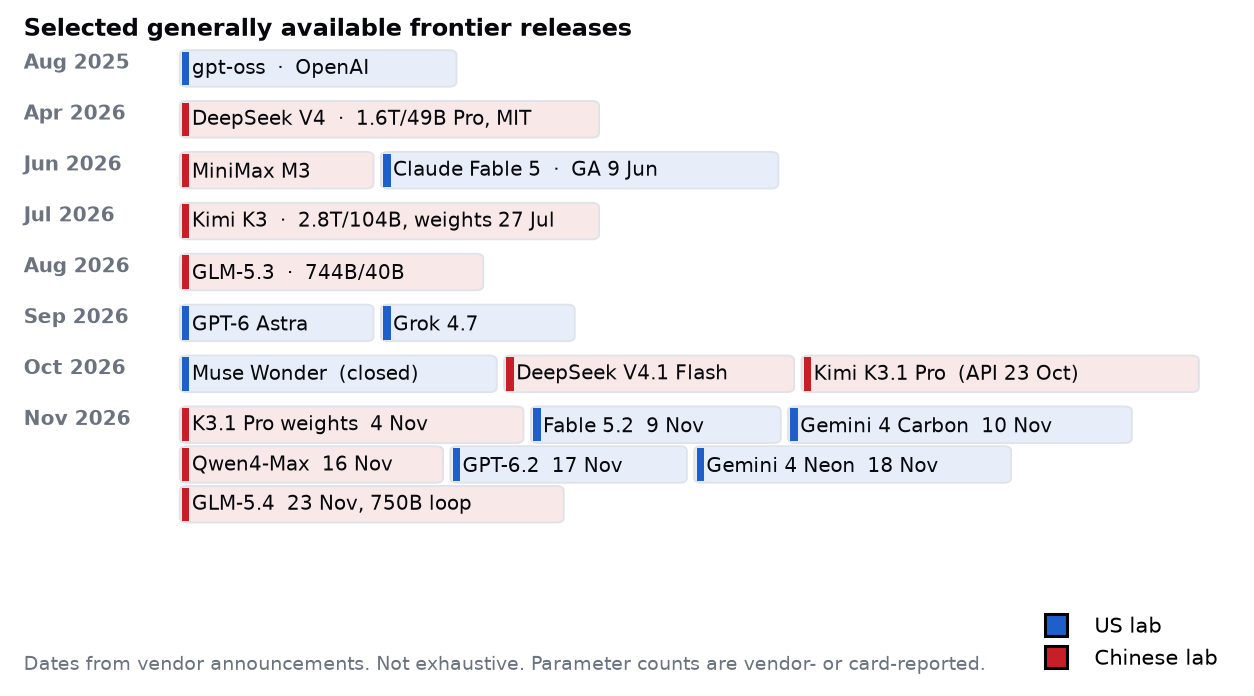 Selected generally available frontier releases
Aug 2025
gpt-oss · OpenAI
Apr 2026
DeepSeek V4 · 1.6T/49B Pro, MIT
Jun 2026
MiniMax M3
Claude Fable 5 · GA 9 Jun
Jul 2026
Kimi K3 · 2.8T/104B, weights 27 Jul
Aug 2026
GLM-5.3 · 744B/40B
Sep 2026
GPT-6 Astra
Grok 4.7
Oct 2026
Muse Wonder (closed)
DeepSeek V4.1 Flash
Kimi K3.1 Pro (API 23 Oct)
Nov 2026
K3.1 Pro weights 4 Nov
Fable 5.2 9 Nov
Gemini 4 Carbon 10 Nov
Qwen4-Max 16 Nov
GPT-6.2 17 Nov
Gemini 4 Neon 18 Nov
GLM-5.4 23 Nov, 750B loop
US lab
Chinese lab
Dates from vendor announcements. Not exhaustive. Parameter counts are vendor- or card-reported.